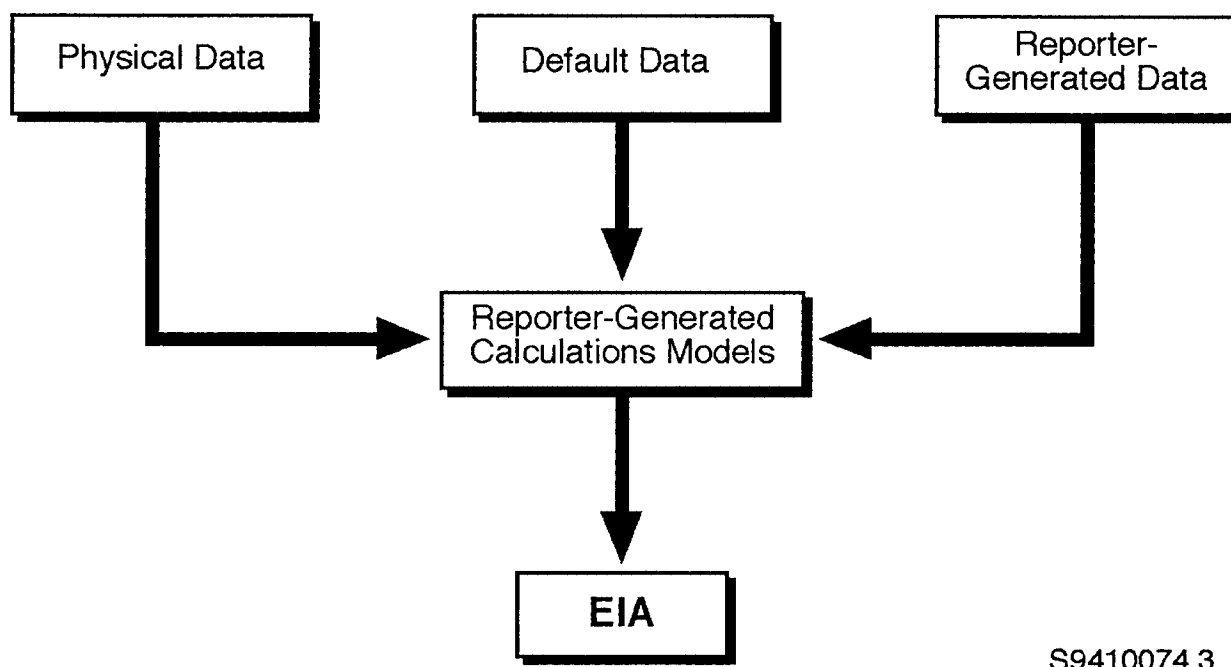 Physical Data
Default Data
Reporter-
Generated Data
Reporter-Generated
Calculations Models
EIA
S9410074.3